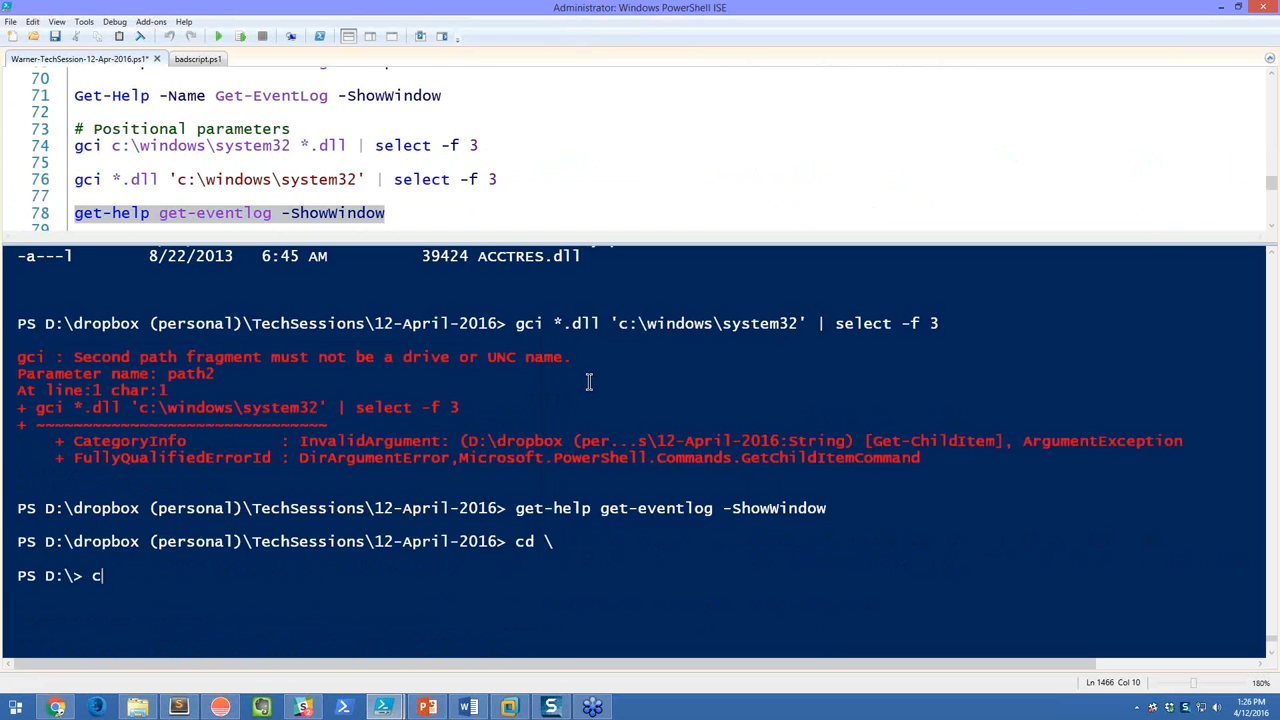 Administrator: Windows PowerShell ISE
File Edit View Tools Debug Add-ons Help
Warner-TechSession-12-Apr-2016.ps1* badscript.ps1
70
71 Get-Help -Name Get-EventLog -ShowWindow
72
73 # Positional parameters
74 gci c:\windows\system32 *.dll | select -f 3
75
76 gci *.dll 'c:\windows\system32' | select -f 3
77
78 get-help get-eventlog -ShowWindow
79
-a---l 8/22/2013 6:45 AM 39424 ACCTRES.dll
PS D:\dropbox (personal)\TechSessions\12-April-2016> gci *.dll 'c:\windows\system32' | select -f 3
gci : Second path fragment must not be a drive or UNC name.
Parameter name: path2
At line:1 char:1
+ gci *.dll 'c:\windows\system32' | select -f 3
+ ~~~~~~~~~~~~~~~~~~~~~~~~~~~~~~~
+ CategoryInfo : InvalidArgument: (D:\dropbox (per...s\12-April-2016:String) [Get-ChildItem], ArgumentException
+ FullyQualifiedErrorId : DirArgumentError,Microsoft.PowerShell.Commands.GetChildItemCommand
PS D:\dropbox (personal)\TechSessions\12-April-2016> get-help get-eventlog -ShowWindow
PS D:\dropbox (personal)\TechSessions\12-April-2016> cd \
PS D:\> c
Ln 1466 Col 10 180%
1:26 PM
4/12/2016